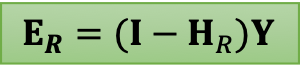 E_R = (I − H_R)Y